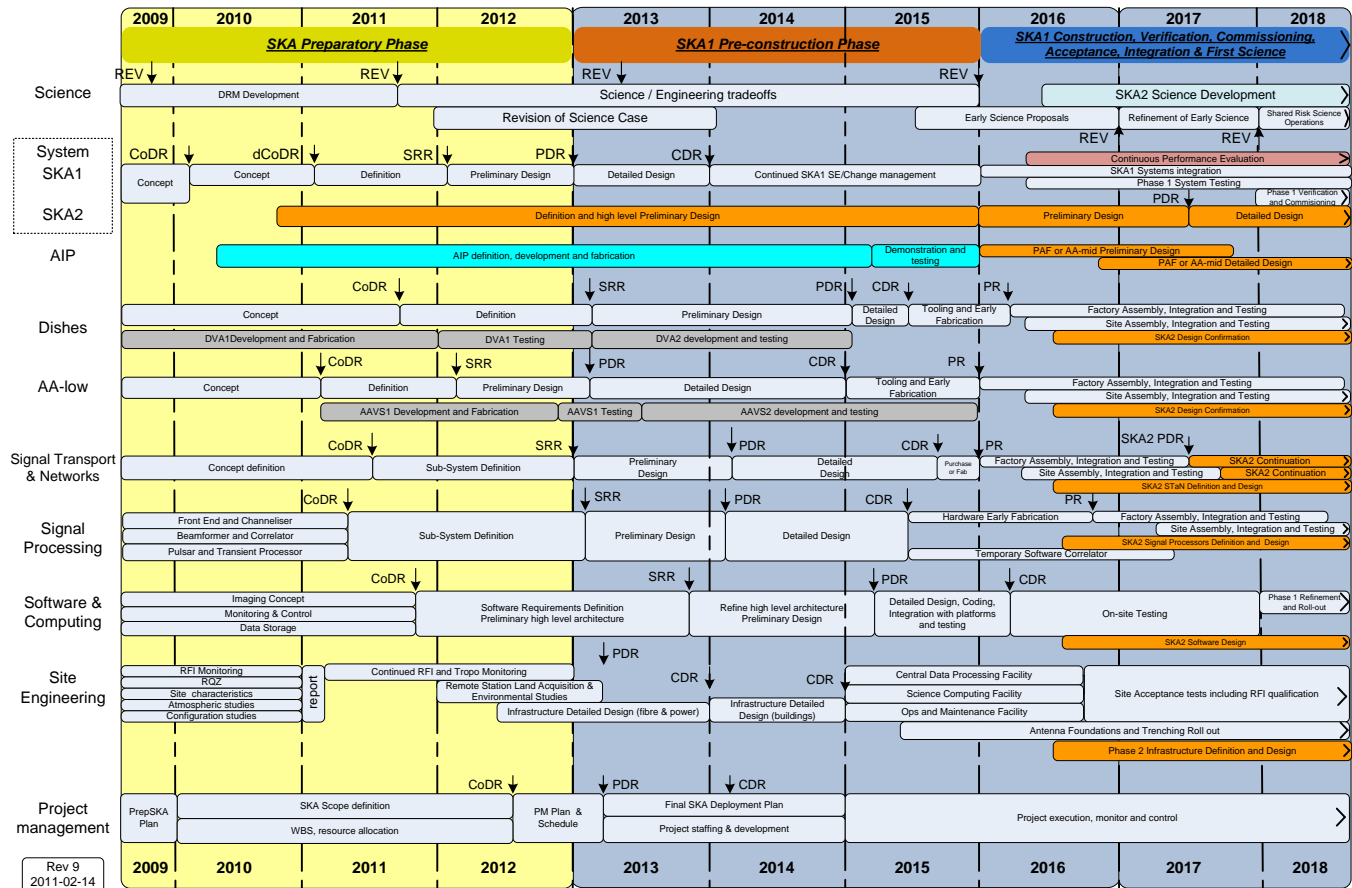 2009 2010 2011 2012 2013 2014 2015 2016 2017 2018
SKA Preparatory Phase
SKA1 Pre-construction Phase
SKA1 Construction, Verification, Commissioning,
Acceptance, Integration & First Science
REV REV REV REV
Science
DRM Development
Science / Engineering tradeoffs
SKA2 Science Development
Revision of Science Case
Early Science Proposals
Refinement of Early Science
Shared Risk Science
Operations
REV REV
System
CoDR dCoDR SRR PDR CDR
Continuous Performance Evaluation
SKA1
Concept
Concept
Definition
Preliminary Design
Detailed Design
Continued SKA1 SE/Change management
SKA1 Systems integration
Phase 1 System Testing
Phase 1 Verification
and Commisioning
PDR
SKA2
Definition and high level Preliminary Design
Preliminary Design
Detailed Design
AIP
AIP definition, development and fabrication
Demonstration and
testing
PAF or AA-mid Preliminary Design
PAF or AA-mid Detailed Design
CoDR SRR PDR CDR PR
Dishes
Concept
Definition
Preliminary Design
Detailed
Design
Tooling and Early
Fabrication
Factory Assembly, Integration and Testing
Site Assembly, Integration and Testing
DVA1Development and Fabrication
DVA1 Testing
DVA2 development and testing
SKA2 Design Confirmation
CoDR SRR PDR CDR PR
AA-low
Concept
Definition
Preliminary Design
Detailed Design
Tooling and Early
Fabrication
Factory Assembly, Integration and Testing
Site Assembly, Integration and Testing
AAVS1 Development and Fabrication
AAVS1 Testing
AAVS2 development and testing
SKA2 Design Confirmation
CoDR SRR PDR CDR PR SKA2 PDR
Signal Transport
& Networks
Concept definition
Sub-System Definition
Preliminary
Design
Detailed
Design
Purchase
or Fab
Factory Assembly, Integration and Testing
SKA2 Continuation
Site Assembly, Integration and Testing
SKA2 Continuation
SKA2 STaN Definition and Design
CoDR SRR PDR CDR PR
Signal
Processing
Front End and Channeliser
Beamformer and Correlator
Pulsar and Transient Processor
Sub-System Definition
Preliminary Design
Detailed Design
Hardware Early Fabrication
Factory Assembly, Integration and Testing
Site Assembly, Integration and Testing
SKA2 Signal Processors Definition and Design
Temporary Software Correlator
CoDR SRR PDR CDR
Software &
Computing
Imaging Concept
Monitoring & Control
Data Storage
Software Requirements Definition
Preliminary high level architecture
Refine high level architecture
Preliminary Design
Detailed Design, Coding,
Integration with platforms
and testing
On-site Testing
Phase 1 Refinement
and Roll-out
SKA2 Software Design
PDR CDR CDR
Site
Engineering
RFI Monitoring
RQZ
Site characteristics
Atmospheric studies
Configuration studies
report
Continued RFI and Tropo Monitoring
Remote Station Land Acquisition &
Environmental Studies
Infrastructure Detailed Design (fibre & power)
Infrastructure Detailed
Design (buildings)
Central Data Processing Facility
Science Computing Facility
Ops and Maintenance Facility
Site Acceptance tests including RFI qualification
Antenna Foundations and Trenching Roll out
Phase 2 Infrastructure Definition and Design
CoDR PDR CDR
Project
management
PrepSKA
Plan
SKA Scope definition
WBS, resource allocation
PM Plan &
Schedule
Final SKA Deployment Plan
Project staffing & development
Project execution, monitor and control
Rev 9
2011-02-14
2009 2010 2011 2012 2013 2014 2015 2016 2017 2018